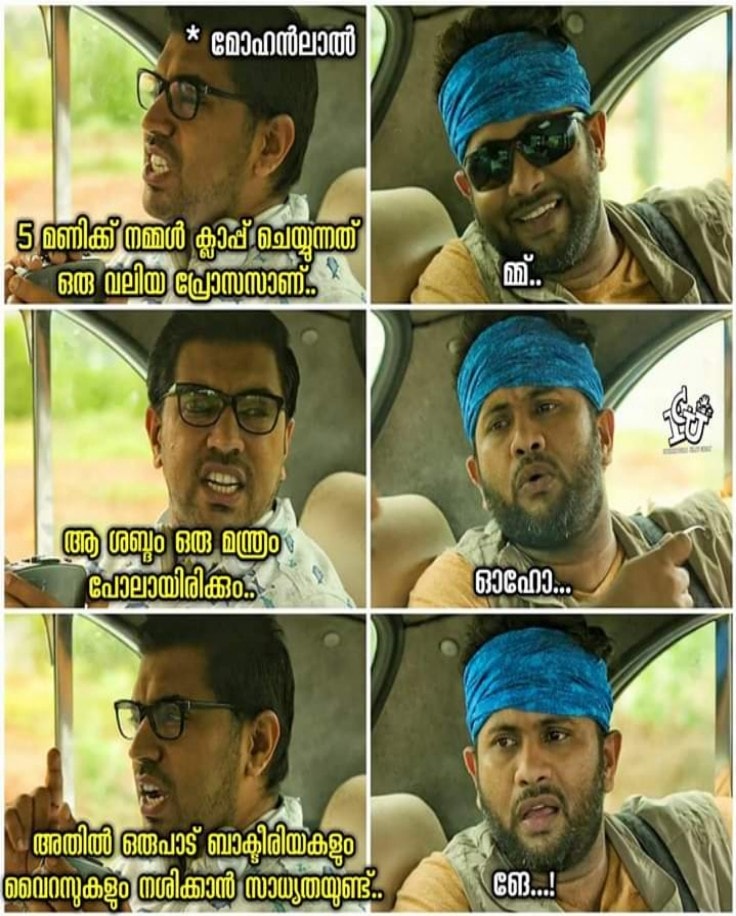 * മോഹൻലാൽ
5 മണിക്ക് നമ്മൾ ക്ലാപ്പ് ചെയ്യുന്നത്
ഒരു വലിയ പ്രോസസാണ്..
മ്മ്..
ആ ശബ്ദം ഒരു മന്ത്രം
പോലായിരിക്കും..
ഓഹോ...
അതിൽ ഒരുപാട് ബാക്ടീരിയകളും
വൈറസുകളും നശിക്കാൻ സാധ്യതയുണ്ട്..
ങേ...!
ICU